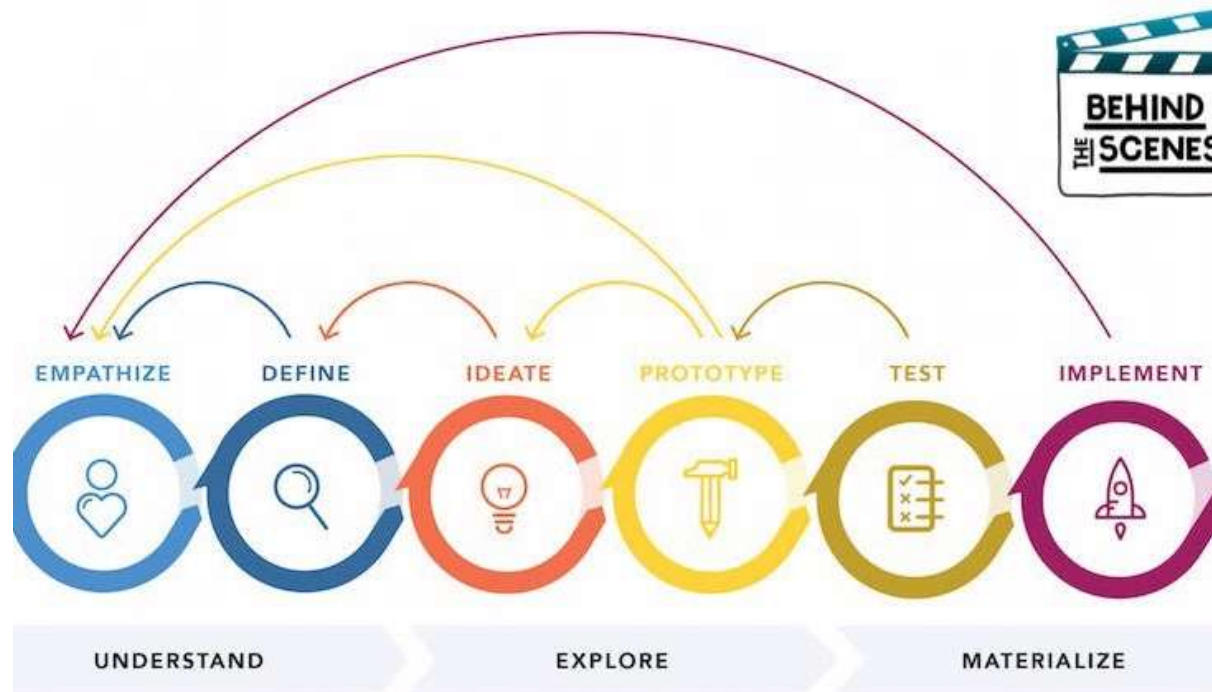 BEHIND
THE SCENES
EMPATHIZE DEFINE IDEATE PROTOTYPE TEST IMPLEMENT
UNDERSTAND EXPLORE MATERIALIZE